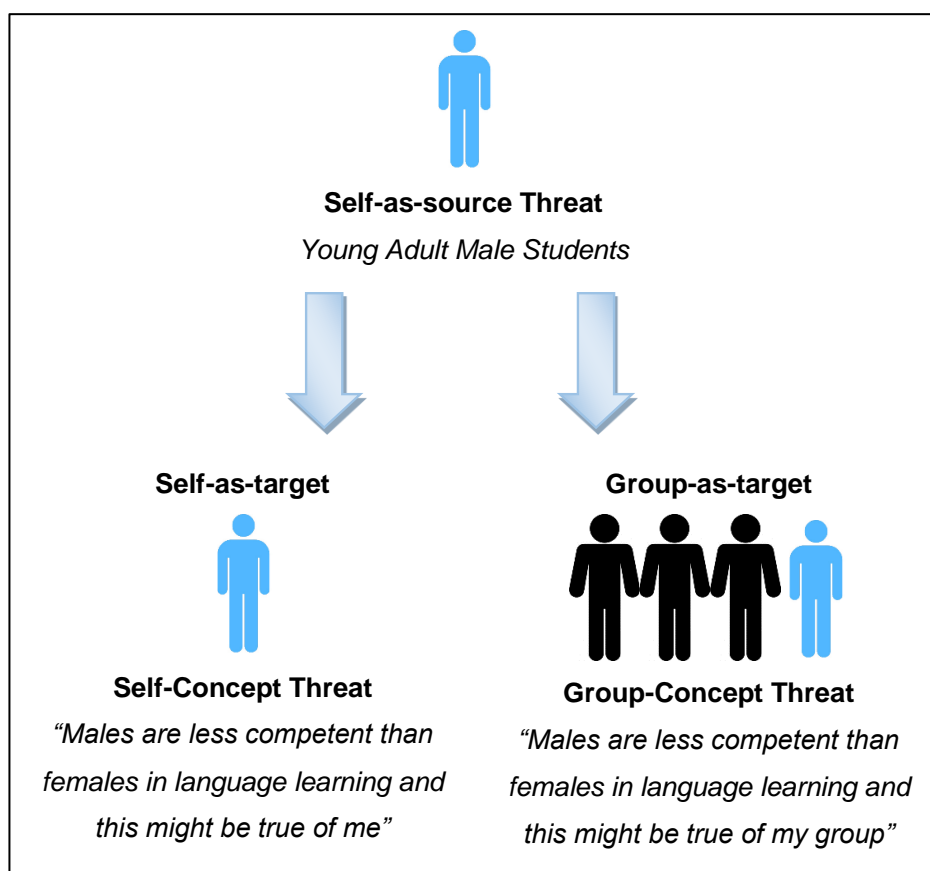 Self-as-source Threat
Young Adult Male Students
Self-as-target
Self-Concept Threat
“Males are less competent than
females in language learning and
this might be true of me”
Group-as-target
Group-Concept Threat
“Males are less competent than
females in language learning and
this might be true of my group”